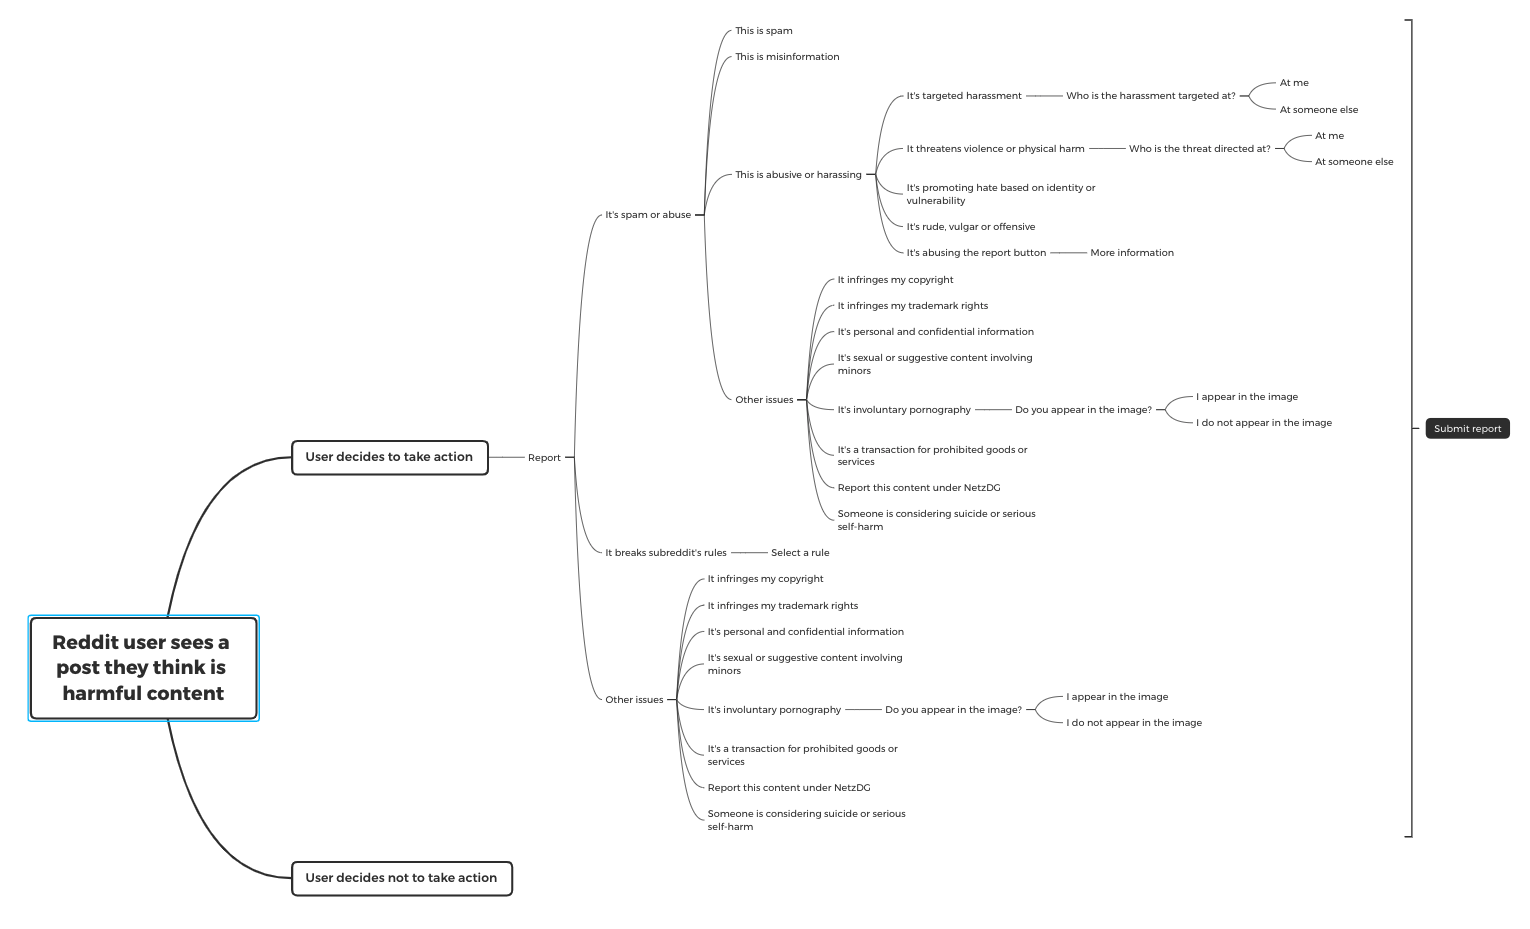 This is spam
This is misinformation
At me
It's targeted harassment
Who is the harassment targeted at?
At someone else
At me
It threatens violence or physical harm
Who is the threat directed at?
At someone else
This is abusive or harassing
It's promoting hate based on identity or
vulnerability
It's spam or abuse
It's rude, vulgar or offensive
It's abusing the report button
More information
It infringes my copyright
It infringes my trademark rights
It's personal and confidential information
It's sexual or suggestive content involving
minors
Other issues
I appear in the image
It's involuntary pornography
Do you appear in the image?
I do not appear in the image
Submit report
It's a transaction for prohibited goods or
services
User decides to take action
Report
Report this content under NetzDG
Someone is considering suicide or serious
self-harm
It breaks subreddit's rules
Select a rule
It infringes my copyright
It infringes my trademark rights
It's personal and confidential information
Reddit user sees a
post they think is
harmful content
It's sexual or suggestive content involving
minors
Other issues
I appear in the image
It's involuntary pornography
Do you appear in the image?
I do not appear in the image
It's a transaction for prohibited goods or
services
Report this content under NetzDG
Someone is considering suicide or serious
self-harm
User decides not to take action